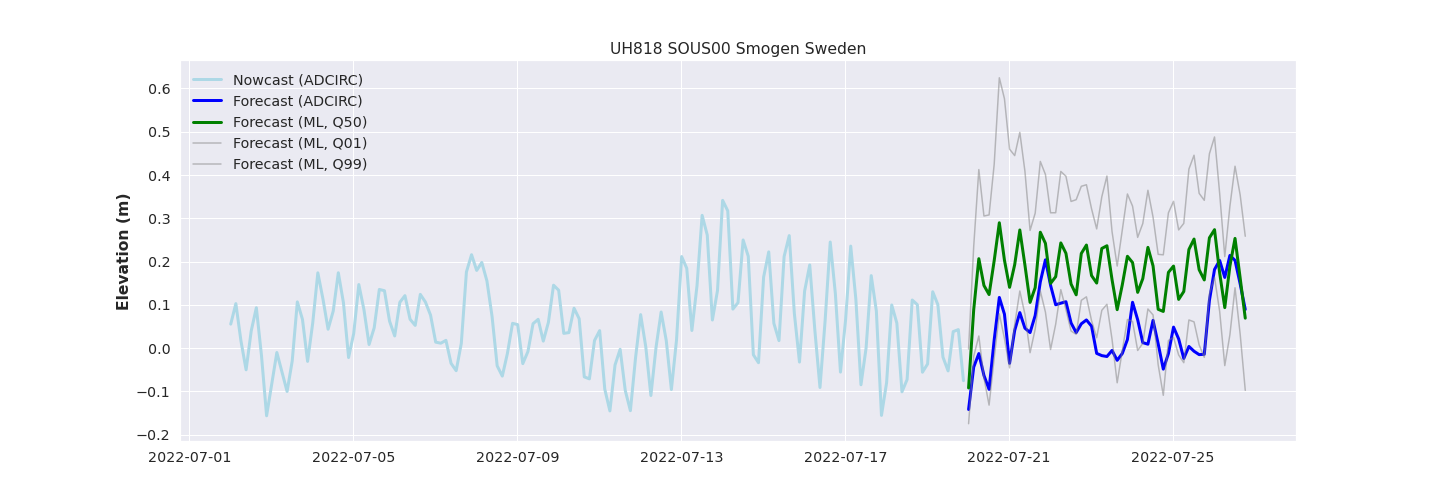 UH818 SOUS00 Smogen Sweden
Nowcast (ADCIRC)
Forecast (ADCIRC)
Forecast (ML, Q50)
Forecast (ML, Q01)
Forecast (ML, Q99)
Elevation (m)
0.6
0.5
0.4
0.3
0.2
0.1
0.0
−0.1
−0.2
2022-07-01 2022-07-05 2022-07-09 2022-07-13 2022-07-17 2022-07-21 2022-07-25